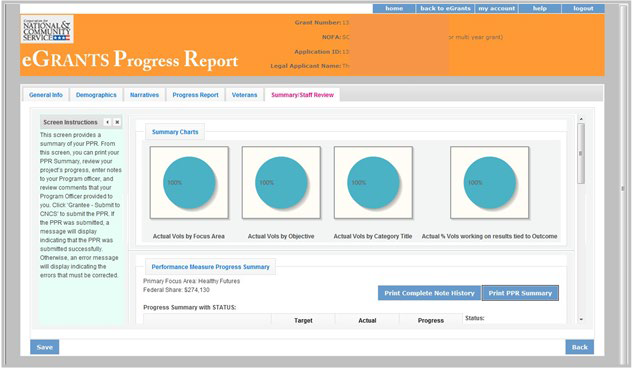 home back to eGrants my account help logout
Corporation for
NATIONAL &
COMMUNITY
SERVICE
Grant Number: 13
NOFA: SC or multi year grant)
Application ID: 13
Legal Applicant Name: Th
eGRANTS PROGRESS REPORT
General Info Demographics Narratives Progress Report Veterans Summary/Staff Review
Screen Instructions
This screen provides a
summary of your PPR. From
this screen, you can print your
PPR Summary, review your
project's progress, enter notes
to your Program officer, and
review comments that your
Program Officer provided to
you. Click 'Grantee - Submit to
CNCS' to submit the PPR. If
the PPR was submitted, a
message will display
indicating that the PPR was
submitted successfully.
Otherwise, an error message
will display indicating the
errors that must be corrected.
Summary Charts
100% 100% 100% 100%
Actual Vols by Focus Area Actual Vols by Objective Actual Vols by Category Title Actual % Vols working on results tied to Outcome
Performance Measure Progress Summary
Primary Focus Area: Healthy Futures
Federal Share: $274,130
Print Complete Note History Print PPR Summary
Progress Summary with STATUS:
Target Actual Progress Status:
Save Back